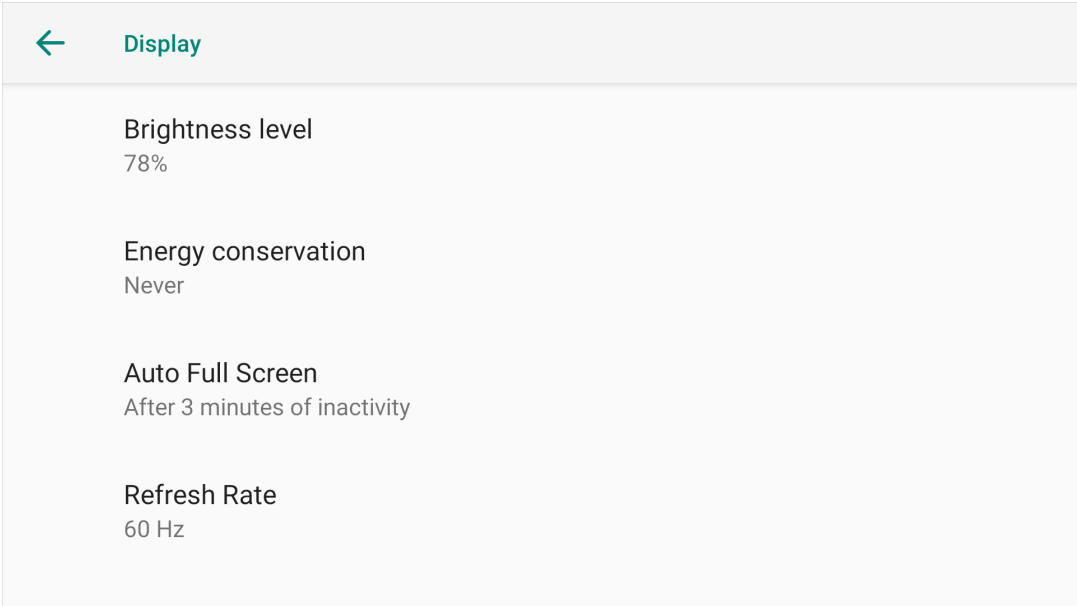 Display
Brightness level
78%
Energy conservation
Never
Auto Full Screen
After 3 minutes of inactivity
Refresh Rate
60 Hz